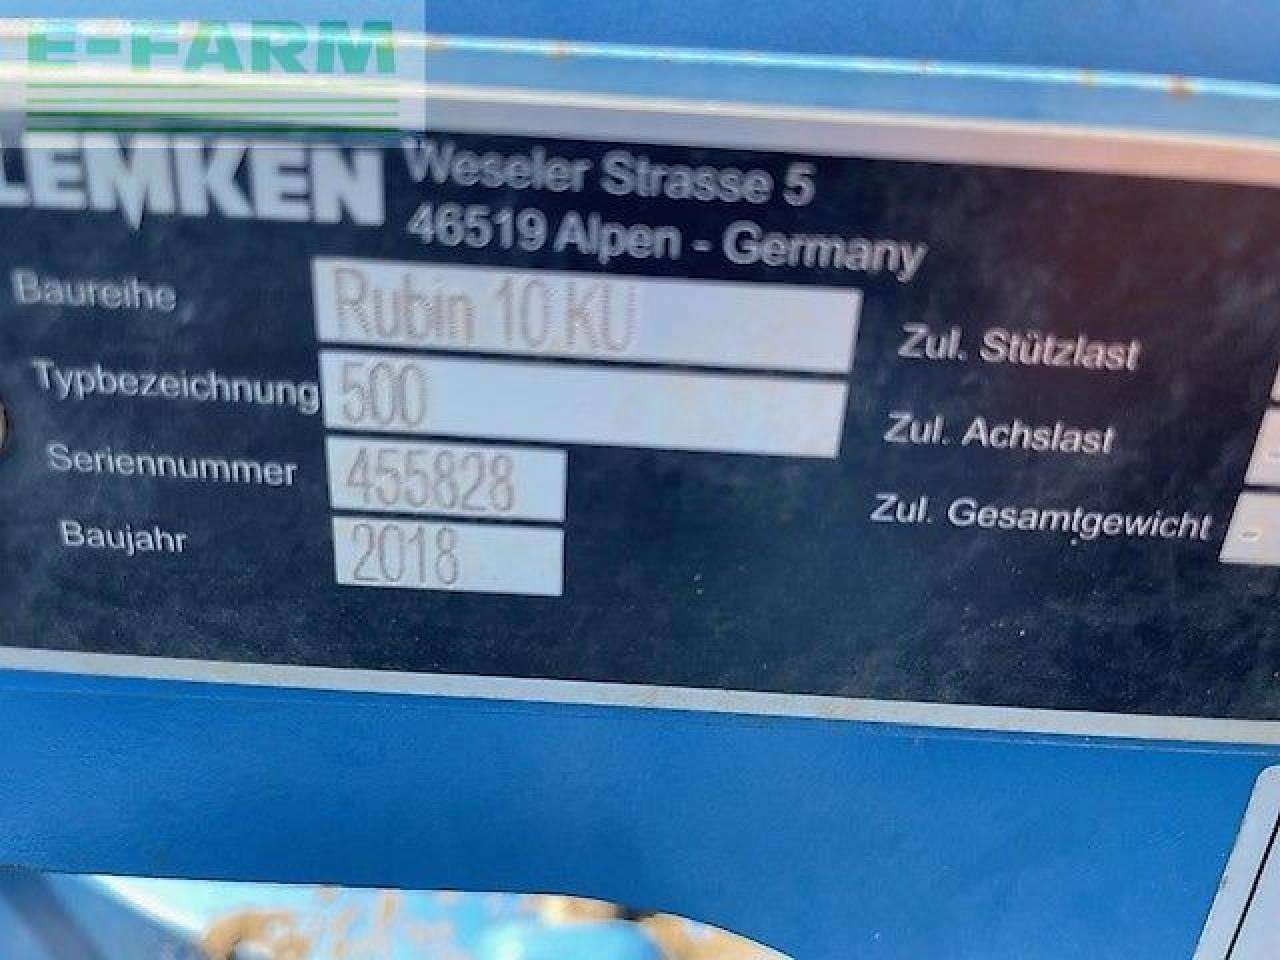 E-FARM
LEMKEN
Weseler Strasse 5
46519 Alpen - Germany
Baureihe Rubin 10 KU
Typbezeichnung 500
Seriennummer 455828
Baujahr 2018
Zul. Stützlast
Zul. Achslast
Zul. Gesamtgewicht -